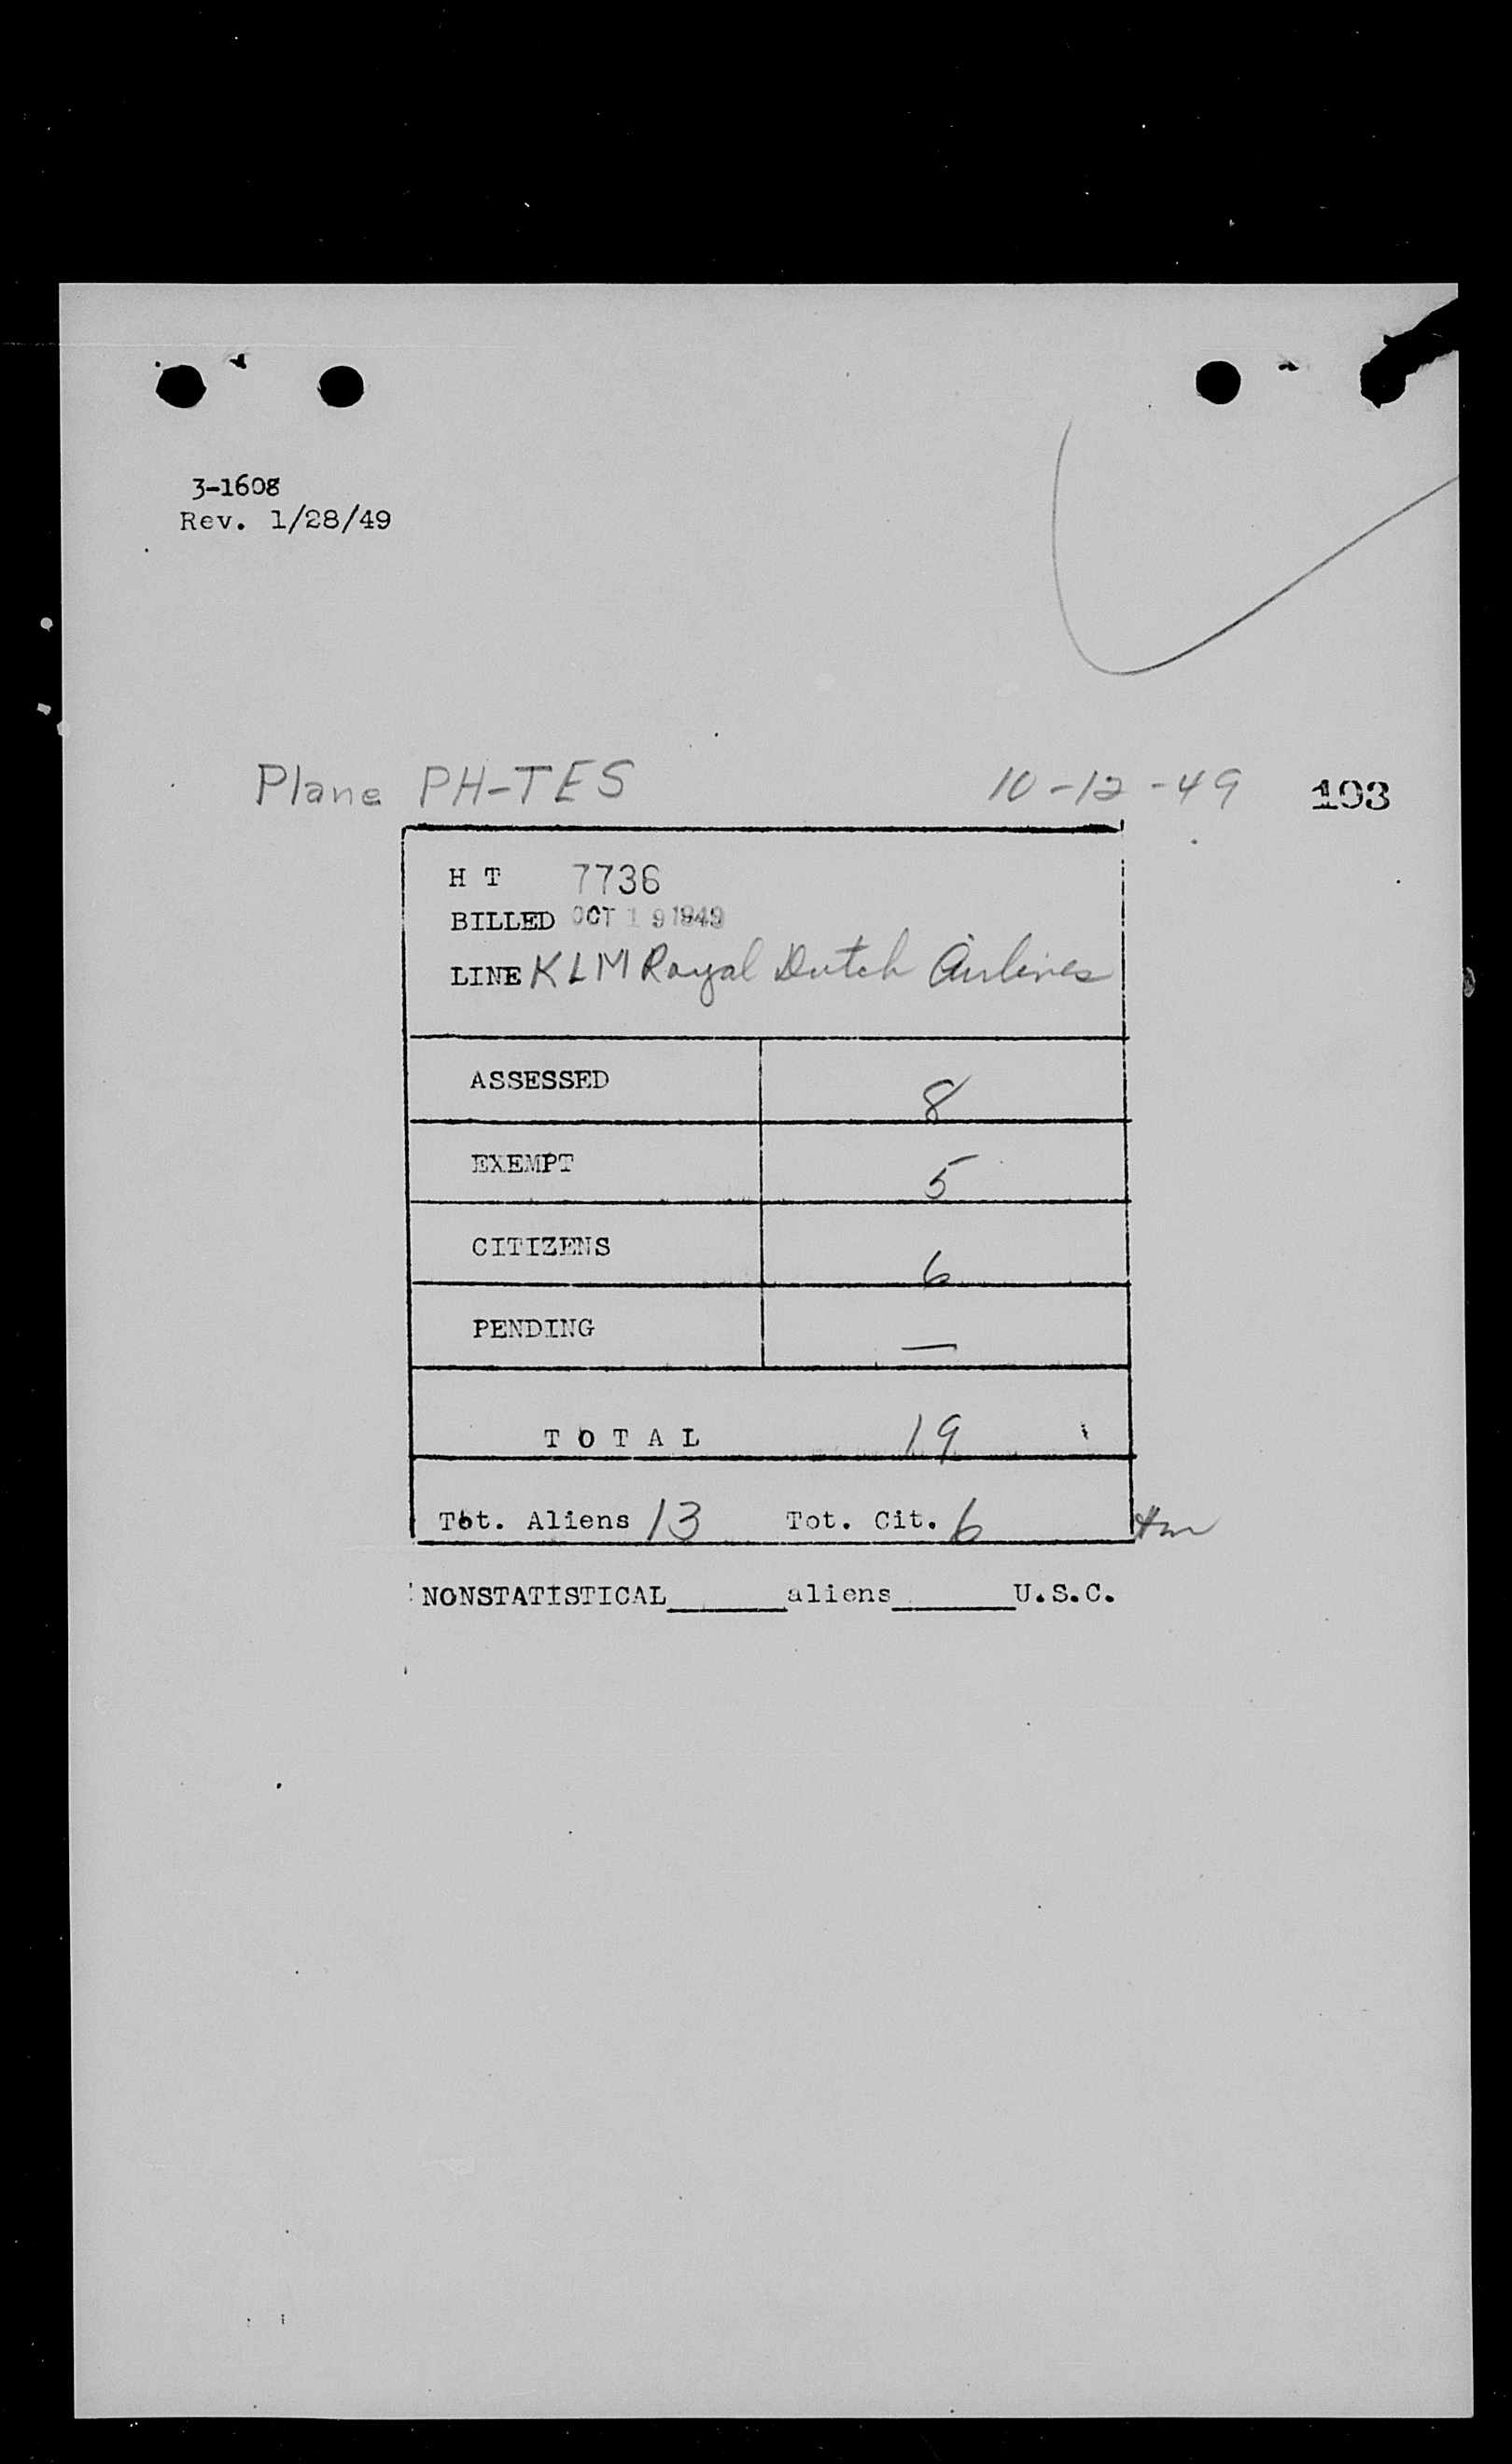 3-1608
Rev. 1/28/49
Plane PH-TES 10-12-49 193
H T 7736
BILLED OCT 19 1949
LINE KLM Royal Dutch Airlines
ASSESSED 8
EXEMPT 5
CITIZENS 6
PENDING —
TOTAL 19
Tot. Aliens 13 Tot. Cit. 6
NONSTATISTICAL______aliens______U.S.C.